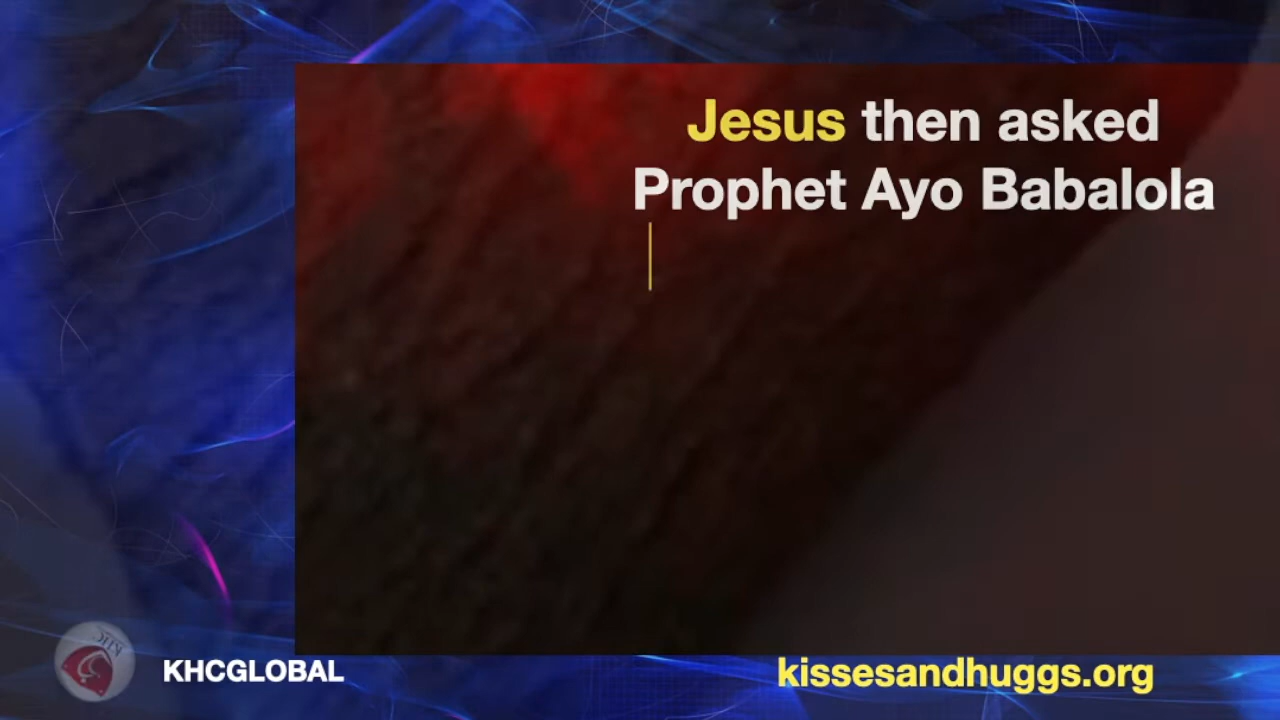 Jesus then asked
Prophet Ayo Babalola
KHCGLOBAL
kissesandhuggs.org